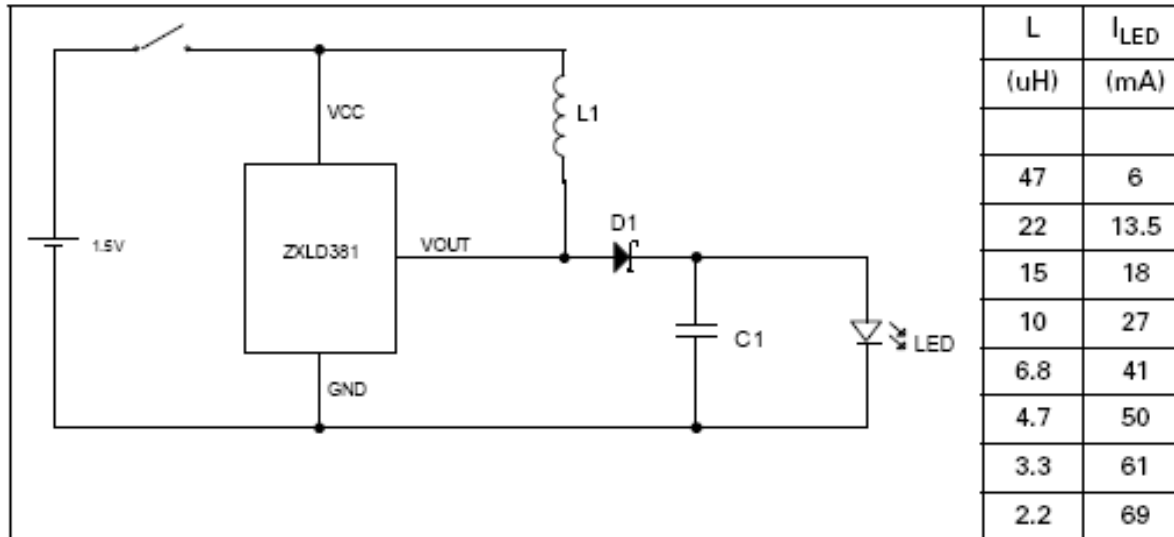 VCC
L1
D1
1.5V
ZXLD381
VOUT
C1
LED
GND
L I_LED
(uH) (mA)
47 6
22 13.5
15 18
10 27
6.8 41
4.7 50
3.3 61
2.2 69